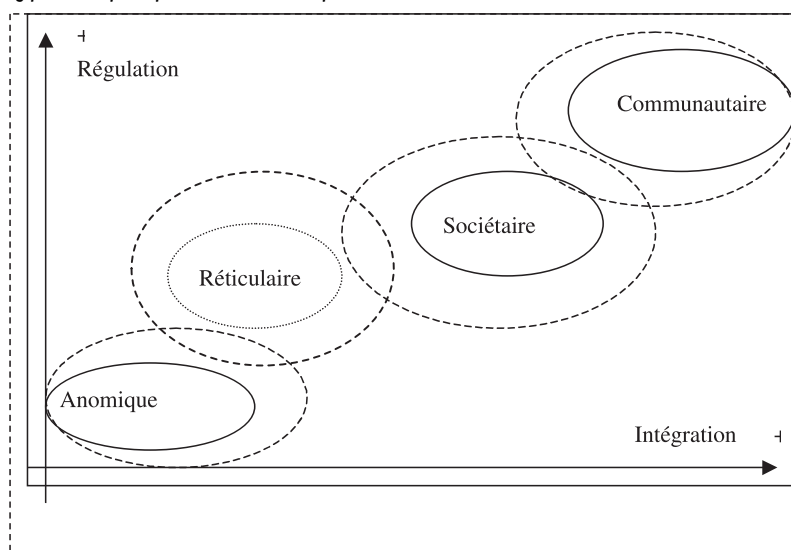 +
Régulation
Communautaire
Sociétaire
Réticulaire
Anomique
Intégration +